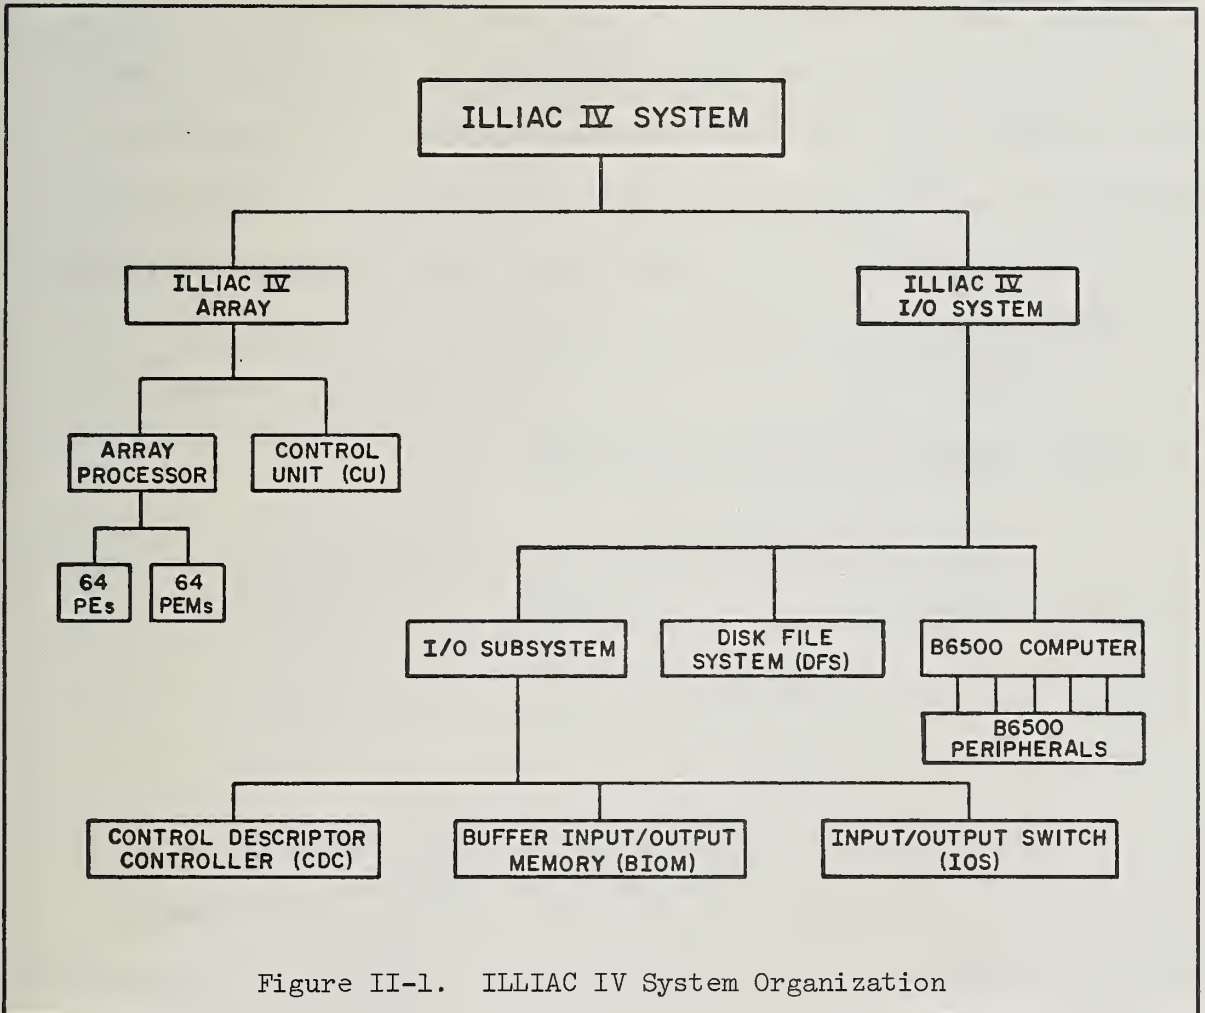 ILLIAC IV SYSTEM
ILLIAC IV
ARRAY
ILLIAC IV
I/O SYSTEM
ARRAY
PROCESSOR
CONTROL
UNIT (CU)
64
PEs
64
PEMs
I/O SUBSYSTEM
DISK FILE
SYSTEM (DFS)
B6500 COMPUTER
B6500
PERIPHERALS
CONTROL DESCRIPTOR
CONTROLLER (CDC)
BUFFER INPUT/OUTPUT
MEMORY (BIOM)
INPUT/OUTPUT SWITCH
(IOS)
Figure II-1. ILLIAC IV System Organization